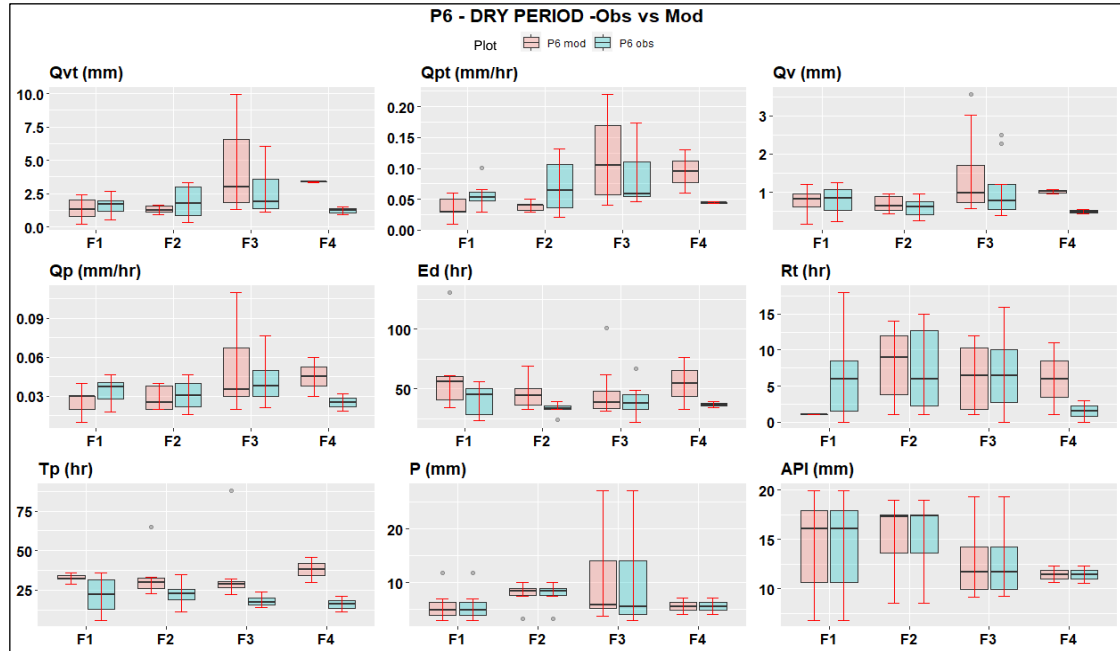 P6 - DRY PERIOD -Obs vs Mod
Plot P6 mod P6 obs
Qvt (mm) Qpt (mm/hr) Qv (mm)
10.0
7.5
5.0
2.5
0.0
F1 F2 F3 F4
0.20
0.15
0.10
0.05
0.00
F1 F2 F3 F4
3
2
1
F1 F2 F3 F4
Qp (mm/hr) Ed (hr) Rt (hr)
0.09
0.06
0.03
F1 F2 F3 F4
100
50
F1 F2 F3 F4
15
10
5
0
F1 F2 F3 F4
Tp (hr) P (mm) API (mm)
75
50
25
F1 F2 F3 F4
20
10
F1 F2 F3 F4
20
15
10
F1 F2 F3 F4